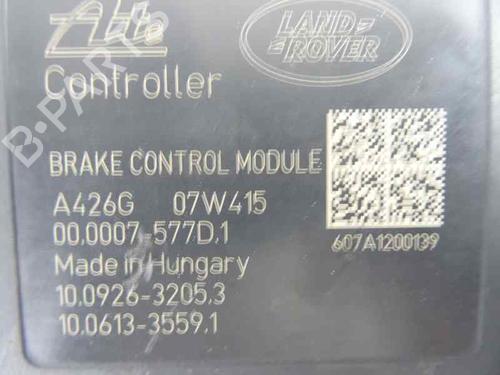 Ate
LAND
ROVER
Controller
BRAKE CONTROL MODULE
A426G 07W415
00.0007-577D.1
607A1200139
Made in Hungary
10.0926-3205.3
10.0613-3559.1
B-PARTS